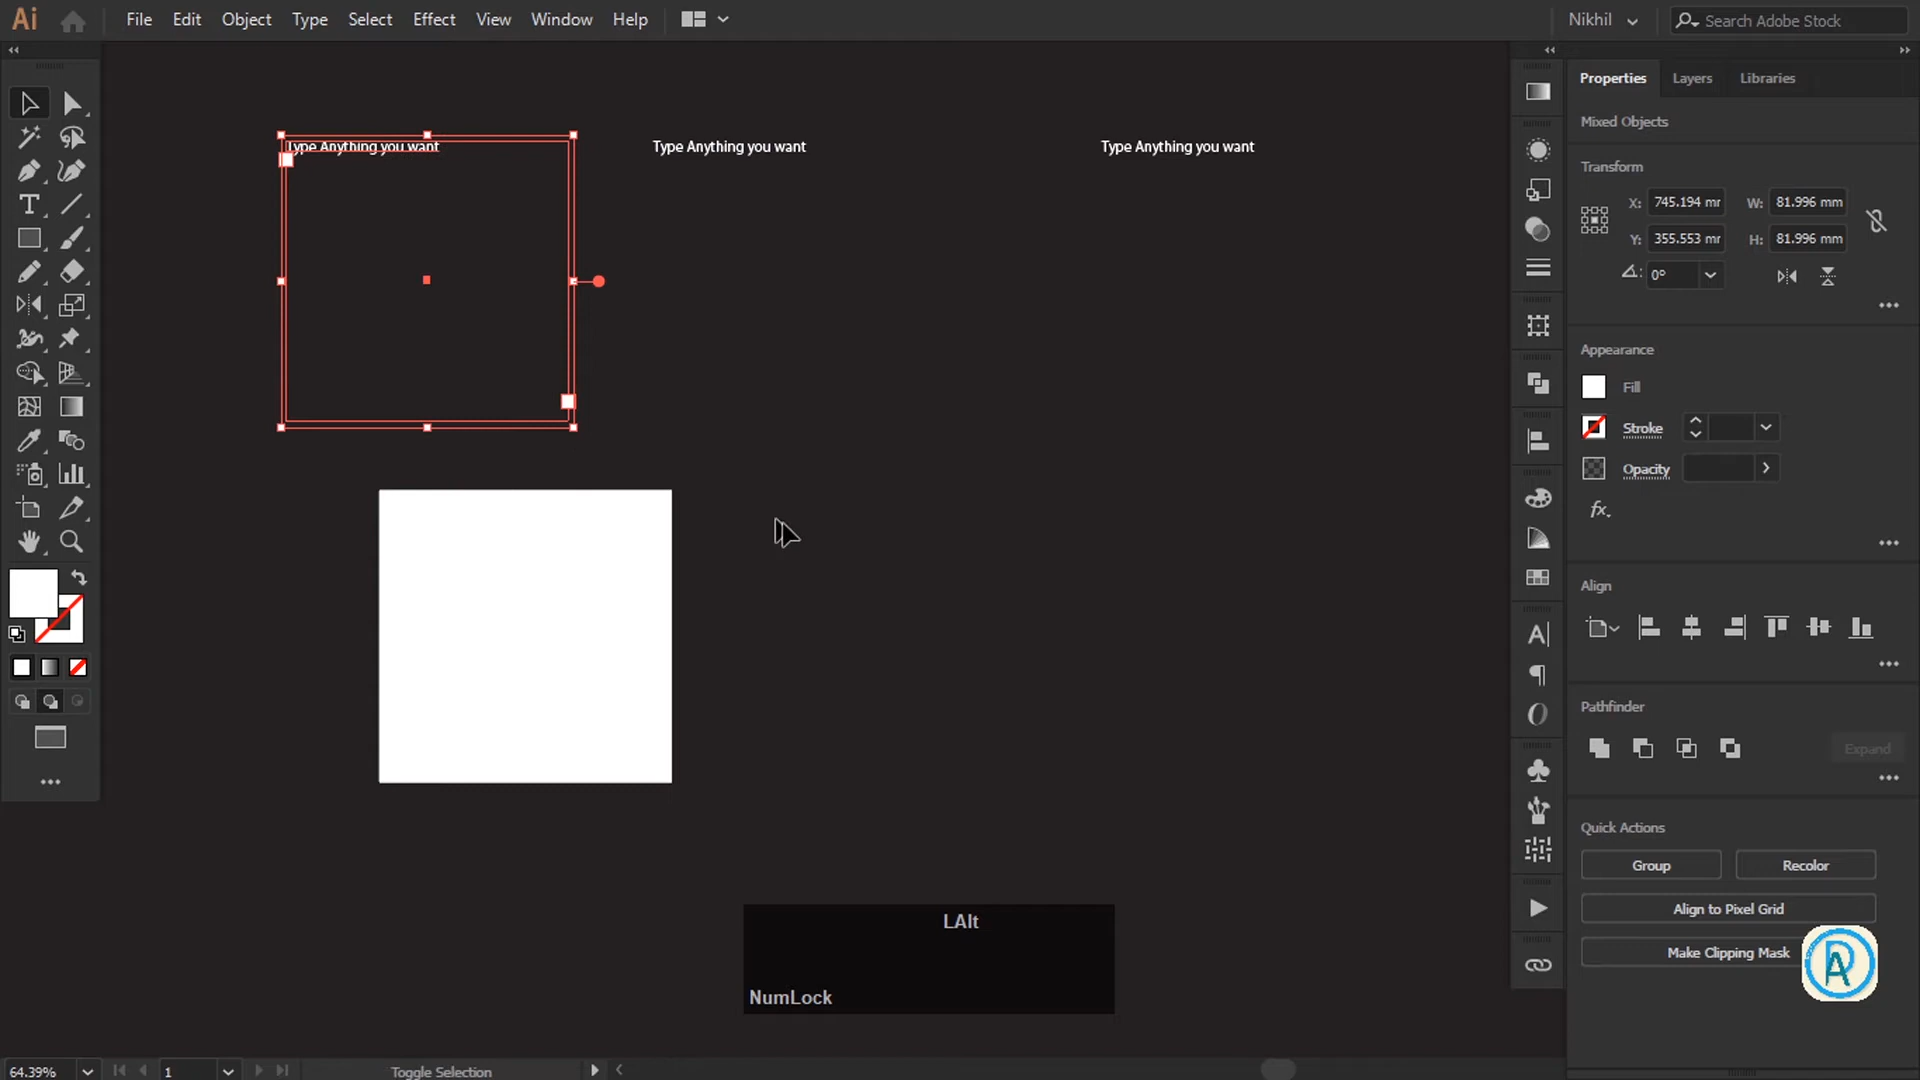 Ai File Edit Object Type Select Effect View Window Help
Nikhil
Search Adobe Stock
Properties Layers Libraries
Mixed Objects
Type Anything you want
Type Anything you want
Type Anything you want
Transform
X: 745.194 mr W: 81.996 mm
Y: 355.553 mr H: 81.996 mm
0°
Appearance
Fill
Stroke
Opacity
fx.
Align
Pathfinder
Expand
Quick Actions
Group Recolor
Align to Pixel Grid
Make Clipping Mask
LAlt
NumLock
64.39% 1 Toggle Selection